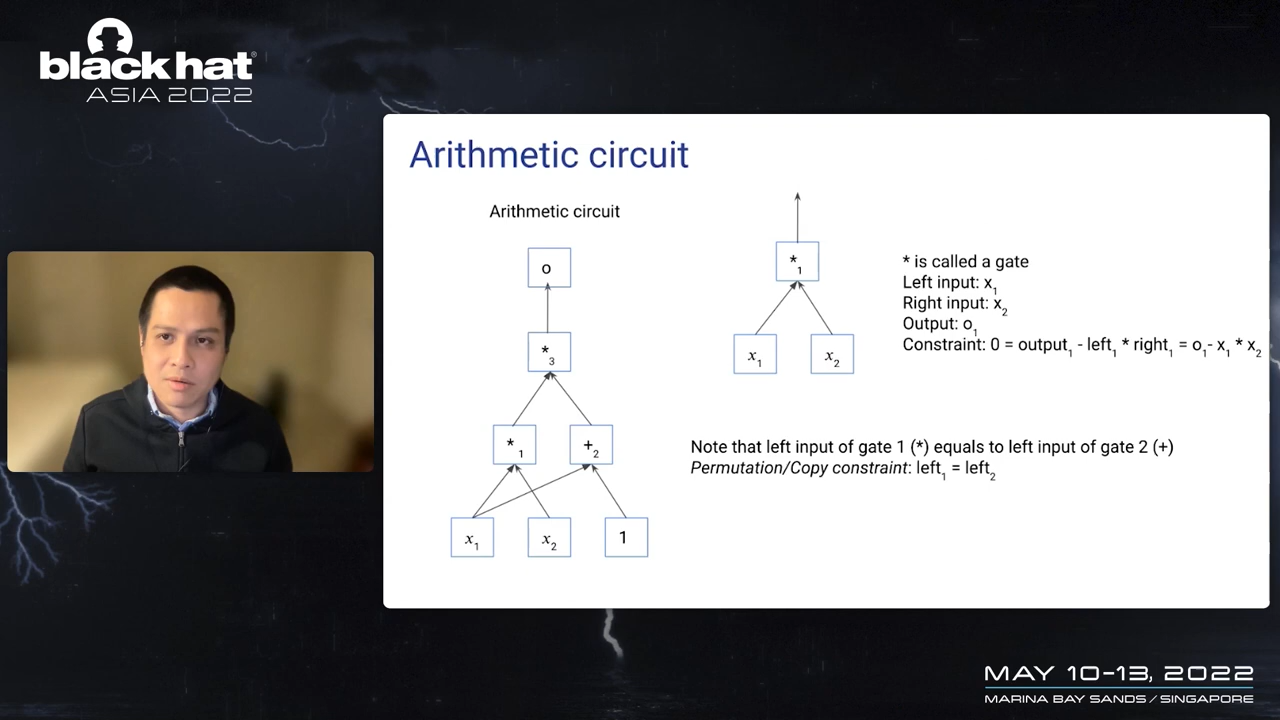 black hat®
ASIA 2022
Arithmetic circuit
Arithmetic circuit
o
*₃
*₁ +₂
x₁ x₂ 1
*₁
x₁ x₂
* is called a gate
Left input: x₁
Right input: x₂
Output: o₁
Constraint: 0 = output₁ - left₁ * right₁ = o₁- x₁ * x₂
Note that left input of gate 1 (*) equals to left input of gate 2 (+)
Permutation/Copy constraint: left₁ = left₂
MAY 10-13, 2022
MARINA BAY SANDS / SINGAPORE